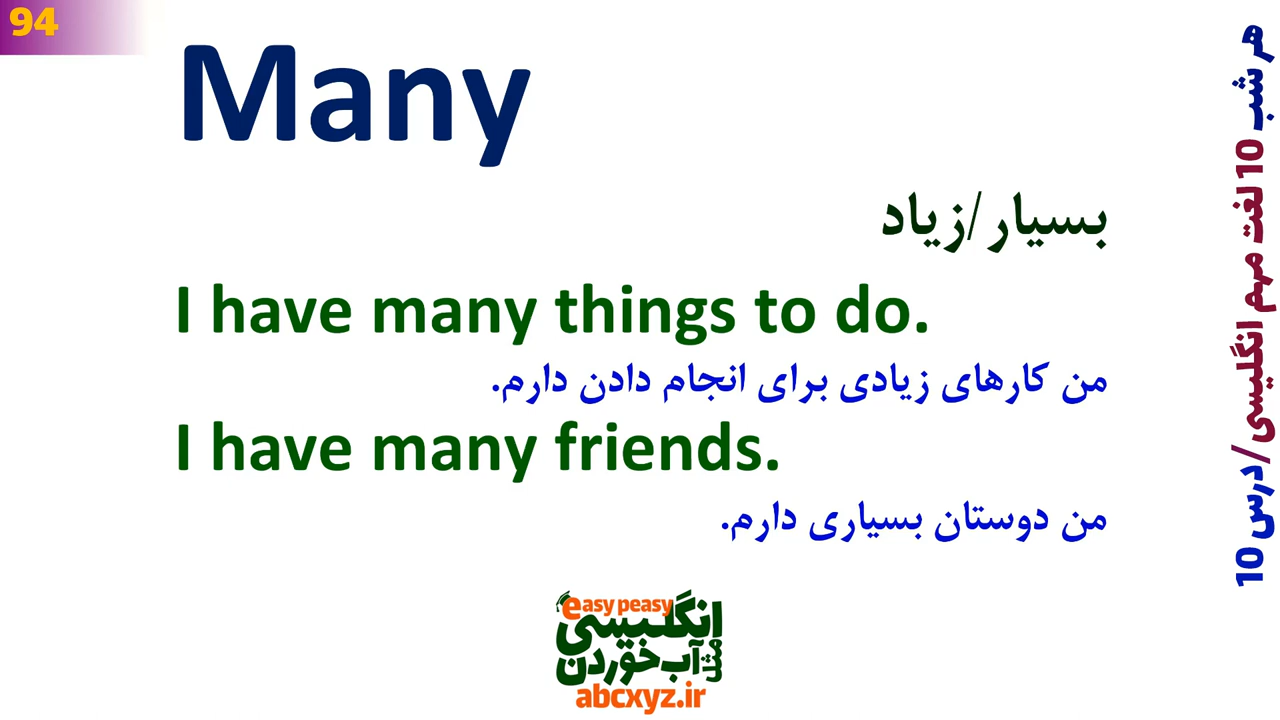 94
Many
بسیار/زیاد
I have many things to do.
من کارهای زیادی برای انجام دادن دارم.
I have many friends.
من دوستان بسیاری دارم.
هر شب 10 لغت مهم انگلیسی/درس 10
easy peasy
انگلیسی
مثل آب خوردن
abcxyz.ir